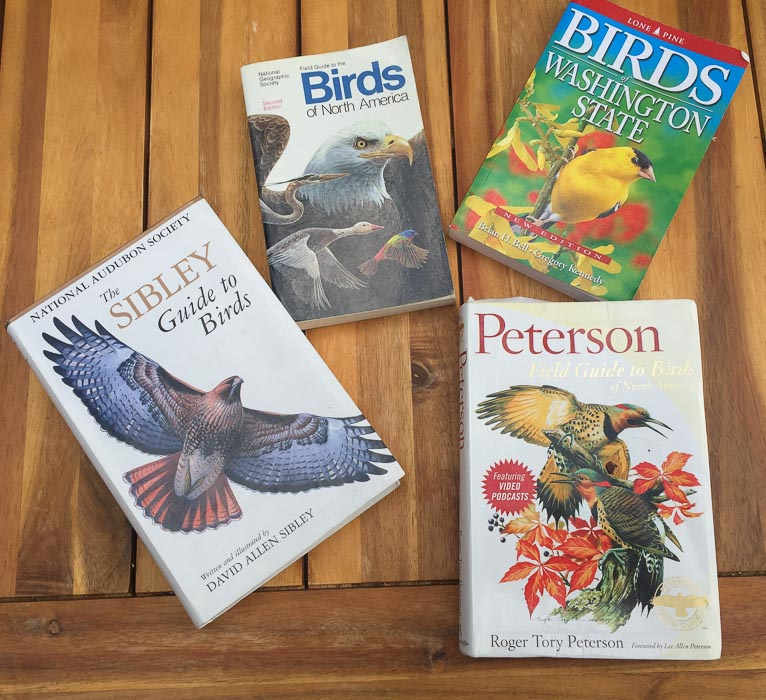 National
Geographic
Society
Field Guide to the
Birds
of North America
Second
Edition
LONE PINE
BIRDS
of
WASHINGTON
STATE
NEW EDITION
Brian H. Bell • Gregory Kennedy
NATIONAL AUDUBON SOCIETY
The
SIBLEY
Guide to
Birds
Written and illustrated by
DAVID ALLEN SIBLEY
Peterson
Field Guide to Birds
of North America
Peterson
Featuring
VIDEO
PODCASTS
Roger Tory Peterson
Foreword by Lee Allen Peterson